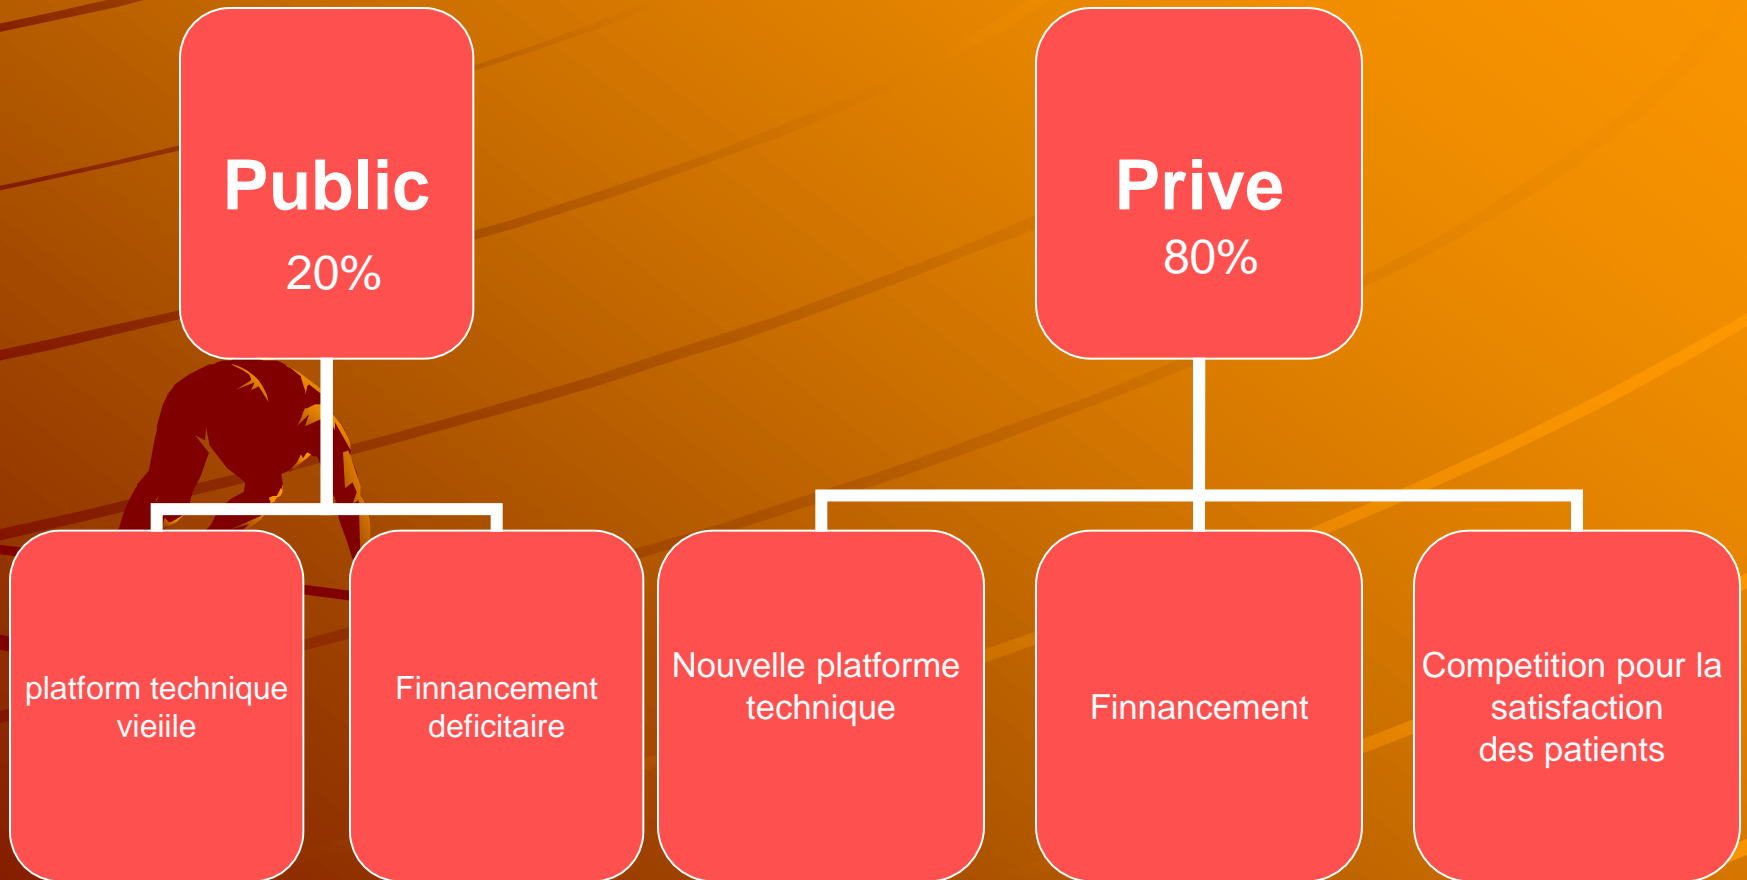 Public
20%
Prive
80%
platform technique
vieiile
Finnancement
deficitaire
Nouvelle platforme
technique
Finnancement
Competition pour la
satisfaction
des patients